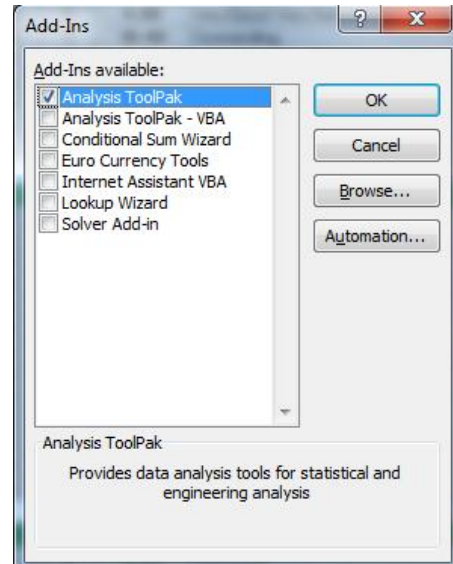 Add-Ins
Add-Ins available:
Analysis ToolPak
Analysis ToolPak - VBA
Conditional Sum Wizard
Euro Currency Tools
Internet Assistant VBA
Lookup Wizard
Solver Add-in
OK
Cancel
Browse...
Automation...
Analysis ToolPak
Provides data analysis tools for statistical and
engineering analysis